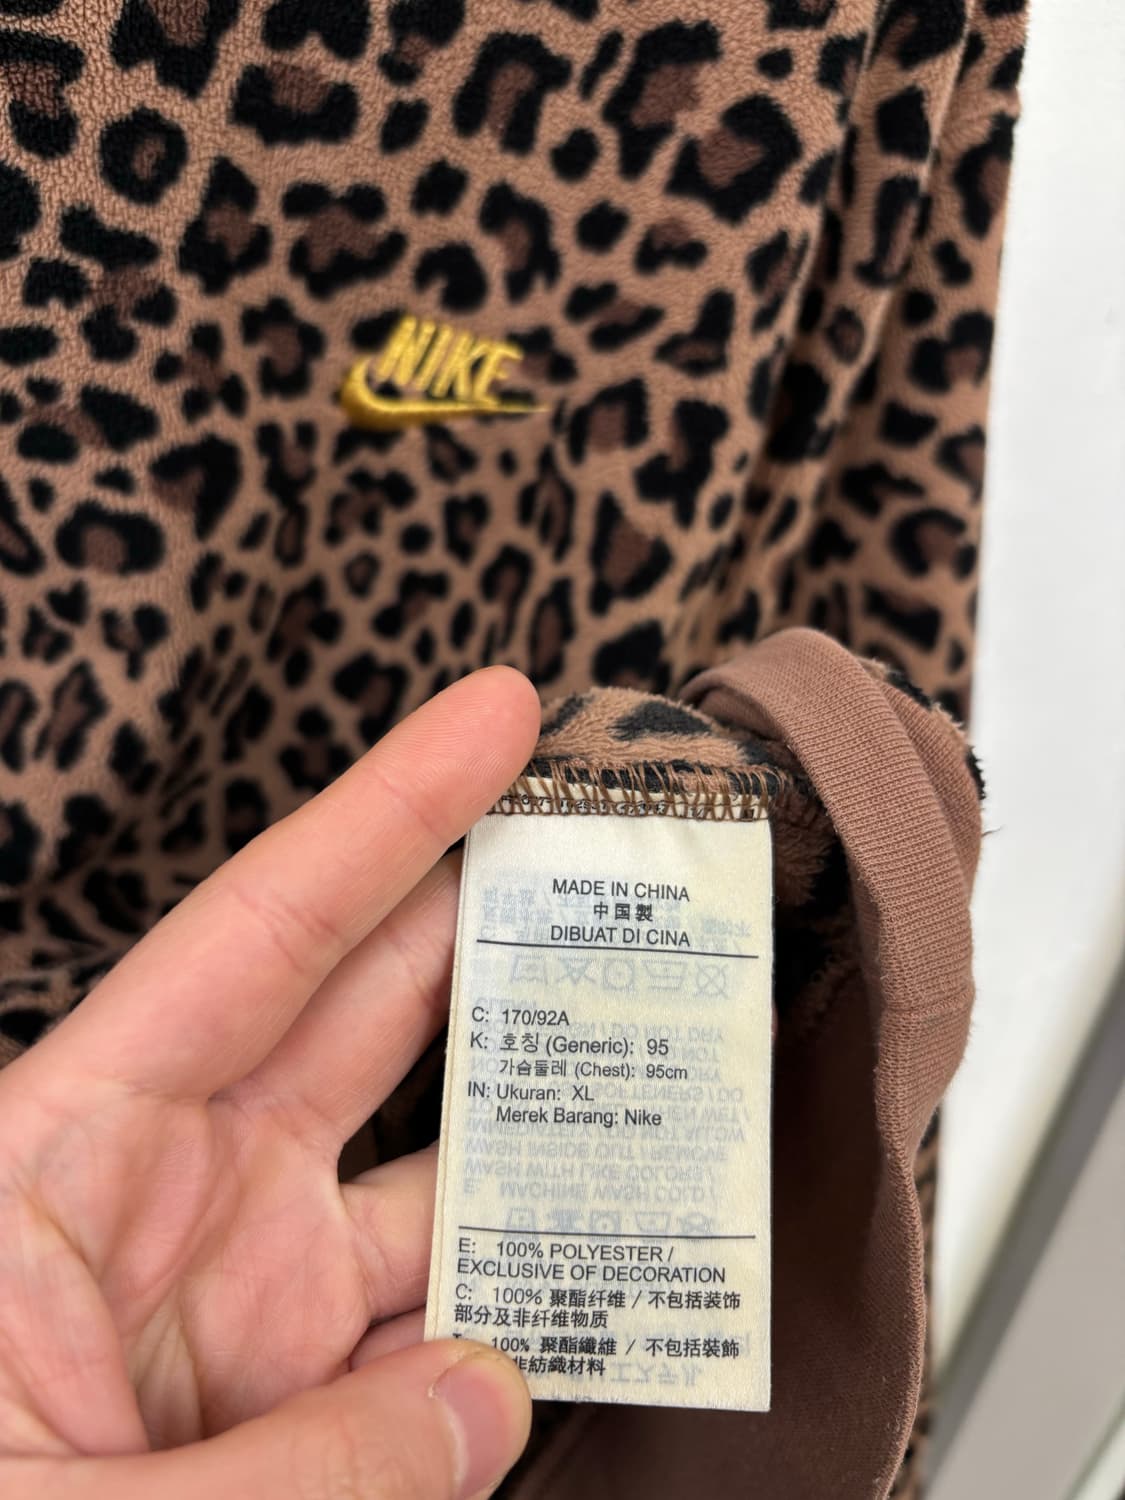 NIKE
MADE IN CHINA
中国製
DIBUAT DI CINA
C: 170/92A
K: 호칭 (Generic): 95
가슴둘레 (Chest): 95cm
IN: Ukuran: XL
Merek Barang: Nike
E: 100% POLYESTER /
EXCLUSIVE OF DECORATION
C: 100% 聚酯纤维 / 不包括装饰
部分及非纤维物质
100% 聚酯纖維 / 不包括裝飾
非紡織材料